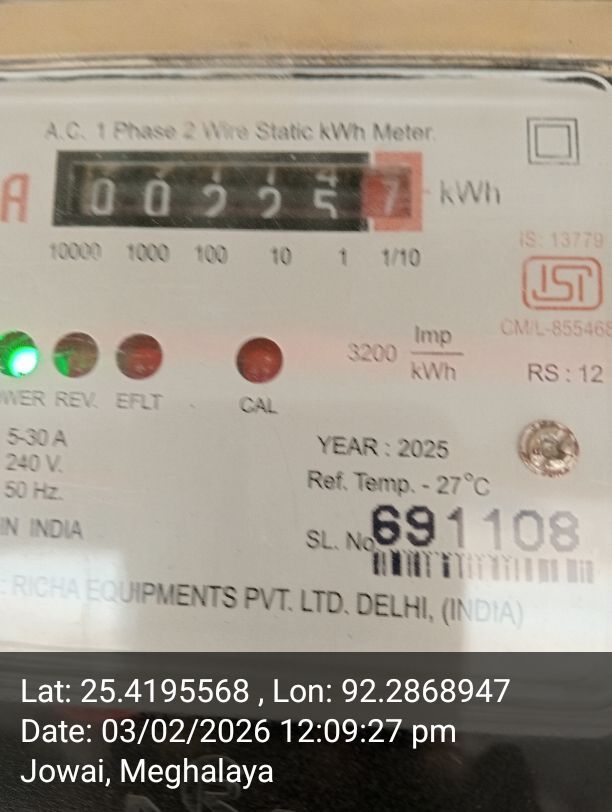 A.C. 1 Phase 2 Wire Static kWh Meter.
A 0 0 2 2 5 7 kWh
10000 1000 100 10 1 1/10
IS: 13779
ISI
CM/L-855468
3200 Imp/kWh
RS : 12
WER REV. EFLT CAL
5-30 A
240 V.
50 Hz.
IN INDIA
YEAR : 2025
Ref. Temp. - 27°C
SL. No 691108
: RICHA EQUIPMENTS PVT. LTD. DELHI, (INDIA)
Lat: 25.4195568 , Lon: 92.2868947
Date: 03/02/2026 12:09:27 pm
Jowai, Meghalaya